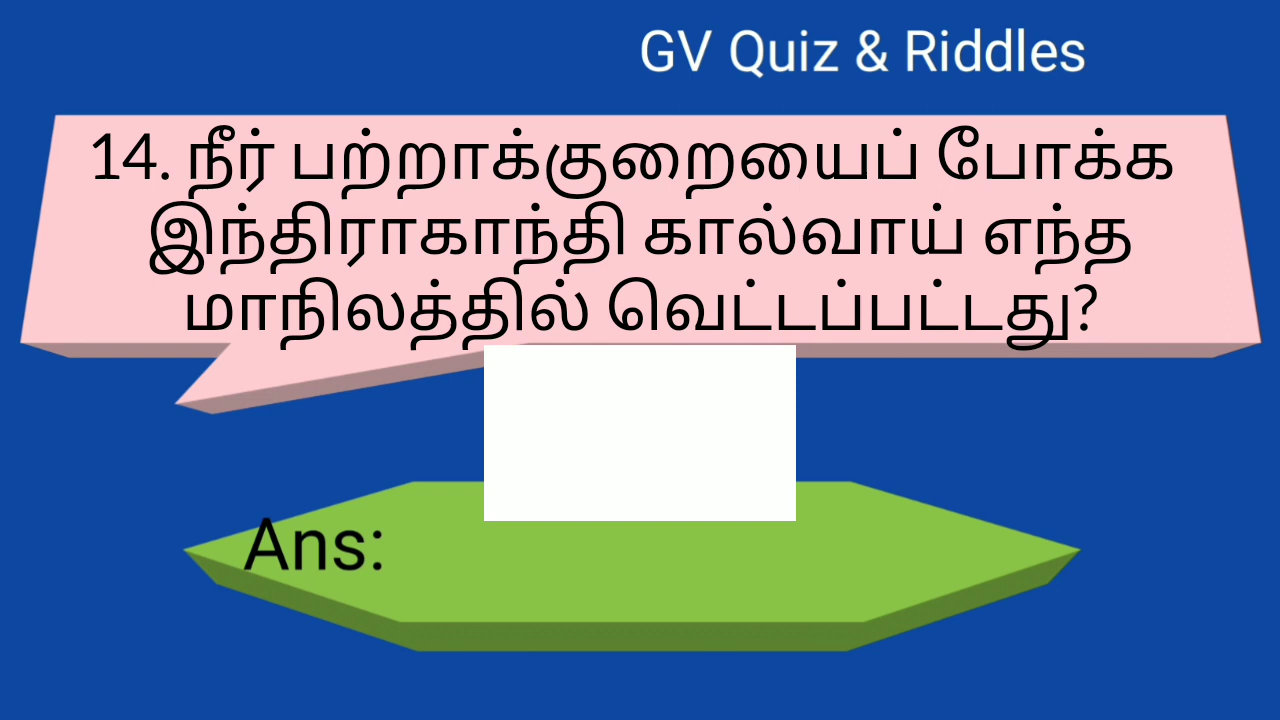 GV Quiz & Riddles
14. நீர் பற்றாக்குறையைப் போக்க
இந்திராகாந்தி கால்வாய் எந்த
மாநிலத்தில் வெட்டப்பட்டது?
Ans: